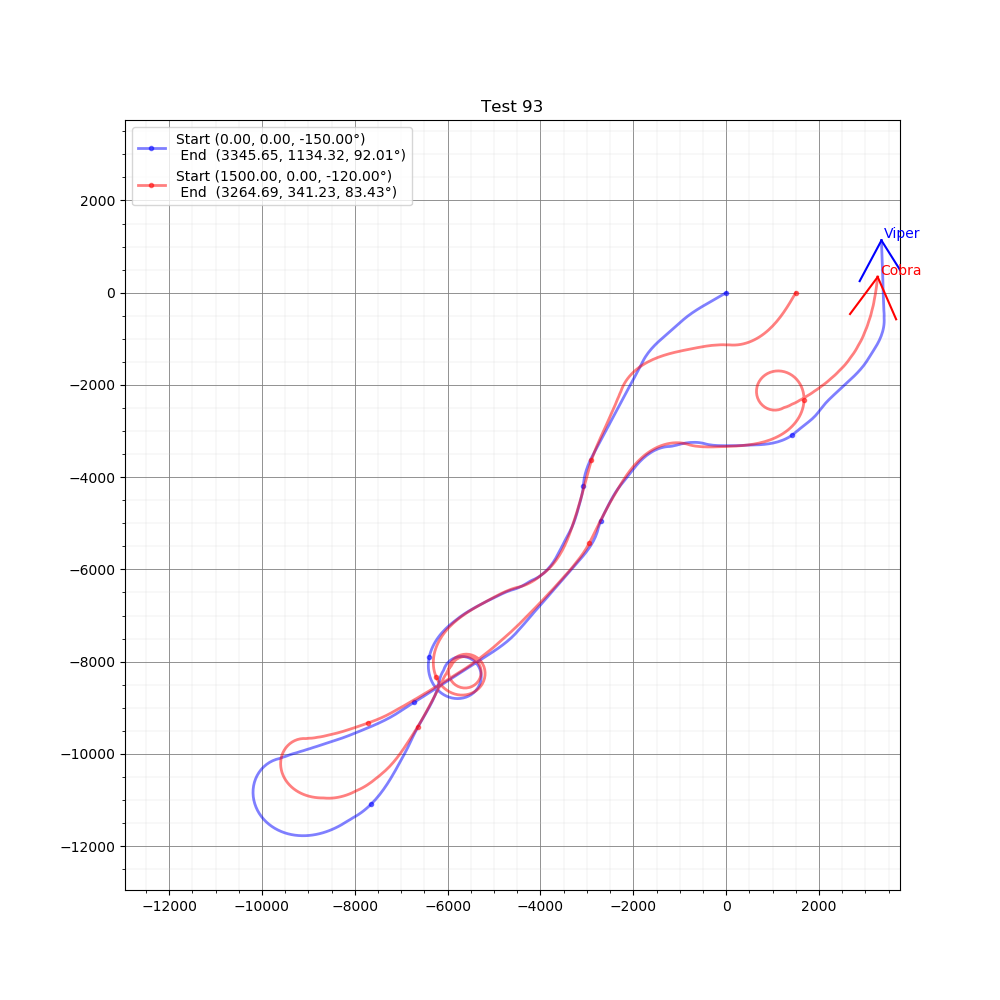 Test 93
Start (0.00, 0.00, -150.00°)
End  (3345.65, 1134.32, 92.01°)
Start (1500.00, 0.00, -120.00°)
End  (3264.69, 341.23, 83.43°)
Viper
Cobra
2000
0
−2000
−4000
−6000
−8000
−10000
−12000
−12000
−10000
−8000
−6000
−4000
−2000
0
2000